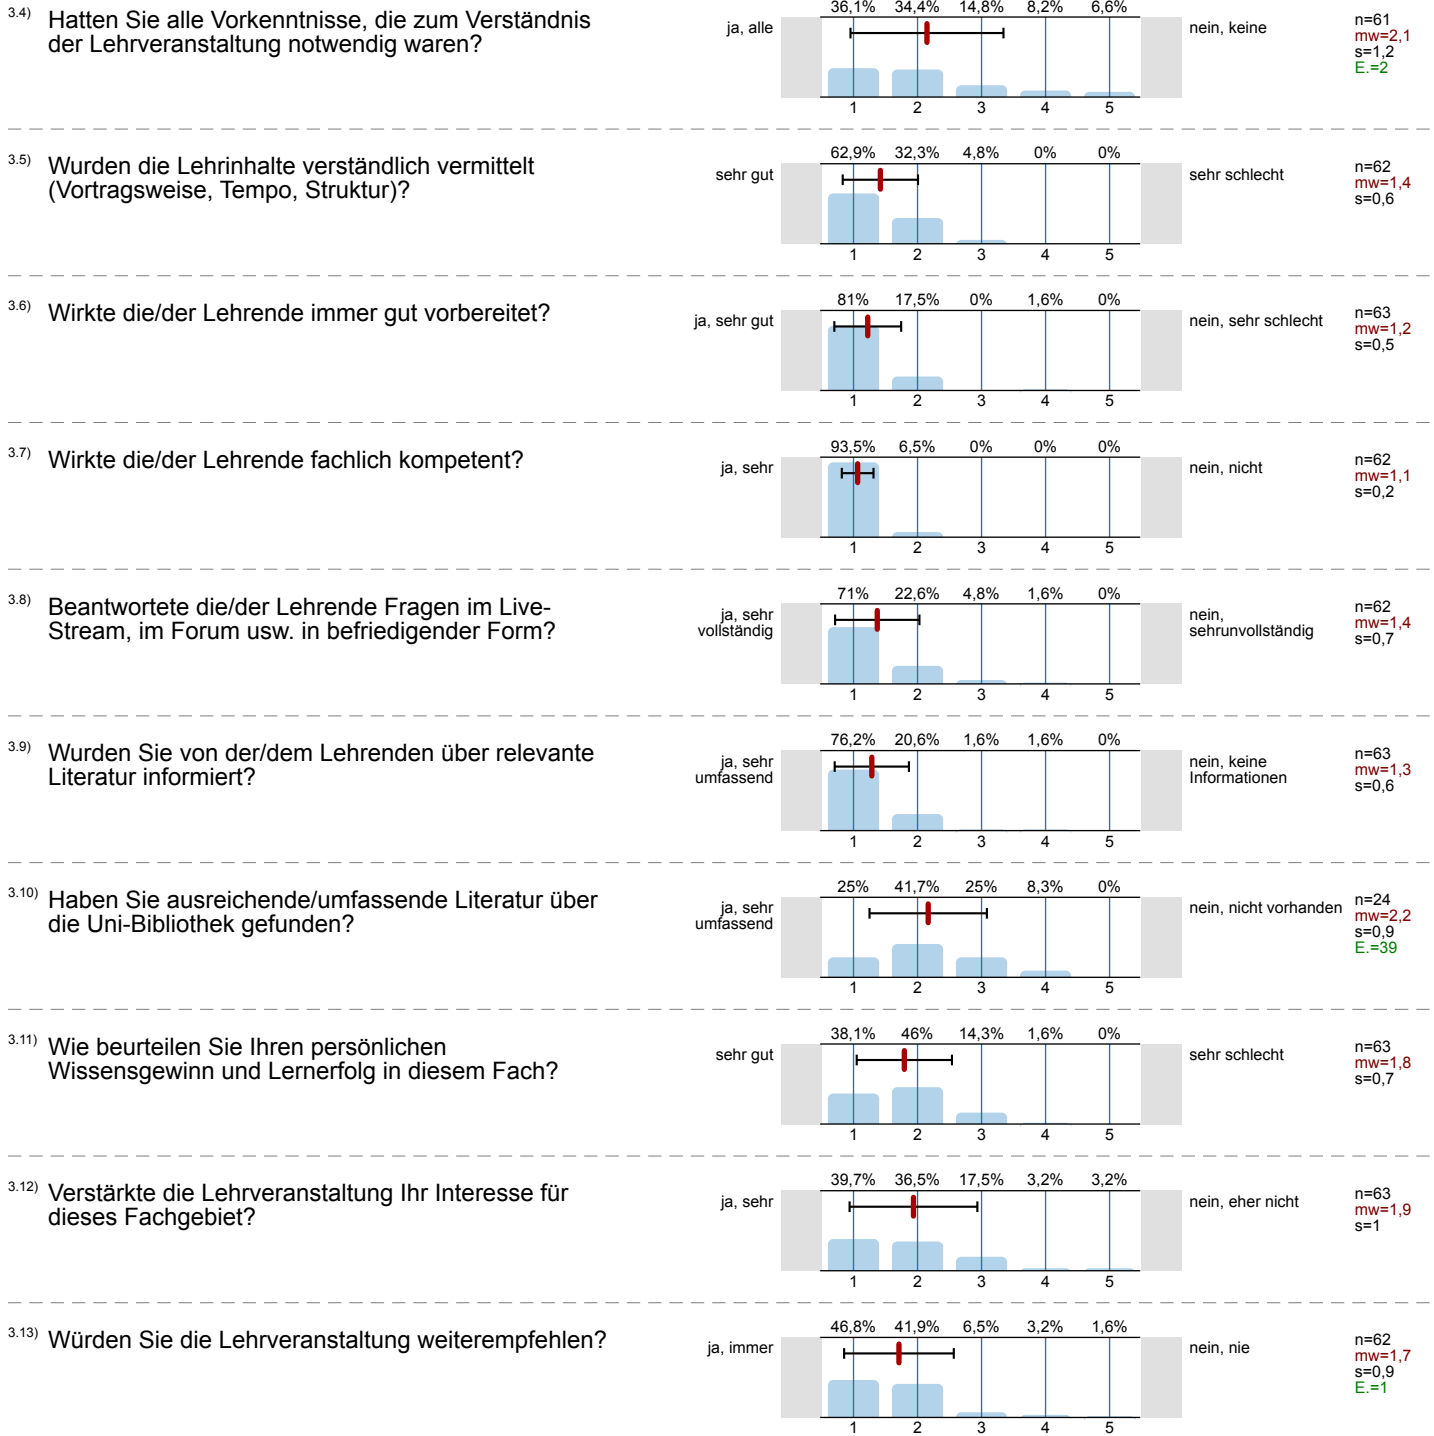 3.4) Hatten Sie alle Vorkenntnisse, die zum Verständnis
der Lehrveranstaltung notwendig waren?
36,1% 34,4% 14,8% 8,2% 6,6%
ja, alle
nein, keine
n=61
mw=2,1
s=1,2
E.=2
1 2 3 4 5
3.5) Wurden die Lehrinhalte verständlich vermittelt
(Vortragsweise, Tempo, Struktur)?
62,9% 32,3% 4,8% 0% 0%
sehr gut
sehr schlecht
n=62
mw=1,4
s=0,6
1 2 3 4 5
3.6) Wirkte die/der Lehrende immer gut vorbereitet?
81% 17,5% 0% 1,6% 0%
ja, sehr gut
nein, sehr schlecht
n=63
mw=1,2
s=0,5
1 2 3 4 5
3.7) Wirkte die/der Lehrende fachlich kompetent?
93,5% 6,5% 0% 0% 0%
ja, sehr
nein, nicht
n=62
mw=1,1
s=0,2
1 2 3 4 5
3.8) Beantwortete die/der Lehrende Fragen im Live-
Stream, im Forum usw. in befriedigender Form?
71% 22,6% 4,8% 1,6% 0%
ja, sehr
vollständig
nein,
sehrunvollständig
n=62
mw=1,4
s=0,7
1 2 3 4 5
3.9) Wurden Sie von der/dem Lehrenden über relevante
Literatur informiert?
76,2% 20,6% 1,6% 1,6% 0%
ja, sehr
umfassend
nein, keine
Informationen
n=63
mw=1,3
s=0,6
1 2 3 4 5
3.10) Haben Sie ausreichende/umfassende Literatur über
die Uni-Bibliothek gefunden?
25% 41,7% 25% 8,3% 0%
ja, sehr
umfassend
nein, nicht vorhanden
n=24
mw=2,2
s=0,9
E.=39
1 2 3 4 5
3.11) Wie beurteilen Sie Ihren persönlichen
Wissensgewinn und Lernerfolg in diesem Fach?
38,1% 46% 14,3% 1,6% 0%
sehr gut
sehr schlecht
n=63
mw=1,8
s=0,7
1 2 3 4 5
3.12) Verstärkte die Lehrveranstaltung Ihr Interesse für
dieses Fachgebiet?
39,7% 36,5% 17,5% 3,2% 3,2%
ja, sehr
nein, eher nicht
n=63
mw=1,9
s=1
1 2 3 4 5
3.13) Würden Sie die Lehrveranstaltung weiterempfehlen?
46,8% 41,9% 6,5% 3,2% 1,6%
ja, immer
nein, nie
n=62
mw=1,7
s=0,9
E.=1
1 2 3 4 5